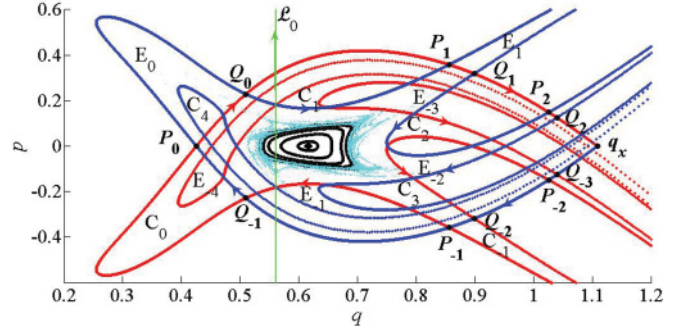 0.6
0.4
0.2
0
-0.2
-0.4
p
0.2 0.3 0.4 0.5 0.6 0.7 0.8 0.9 1.0 1.1 1.2
q
ℒ0
E0
Q0
C4
P0
E4
C0
Q-1
C1
E-1
P1
E1
Q1
P2
E-3
Q2
C2
qx
E-2
C3
Q-3
P-2
Q-2
P-1
C-1